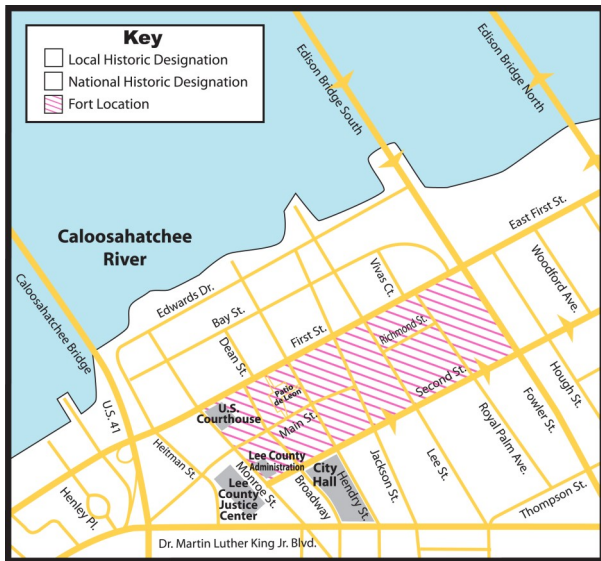 Key
Local Historic Designation
National Historic Designation
Fort Location
Edison Bridge South
Edison Bridge North
Caloosahatchee
River
Caloosahatchee Bridge
East First St.
Woodford Ave.
Edwards Dr.
Bay St.
Vivas Ct.
First St.
Richmond St.
Dean St.
Patio
de Leon
Second St.
Hough St.
U.S. 41
U.S.
Courthouse
Main St.
Fowler St.
Heitman St.
Lee County
Administration
City
Hall
Royal Palm Ave.
Lee St.
Jackson St.
Hendry St.
Monroe St.
Broadway
Lee
County
Justice
Center
Henley Pl.
Thompson St.
Dr. Martin Luther King Jr. Blvd.